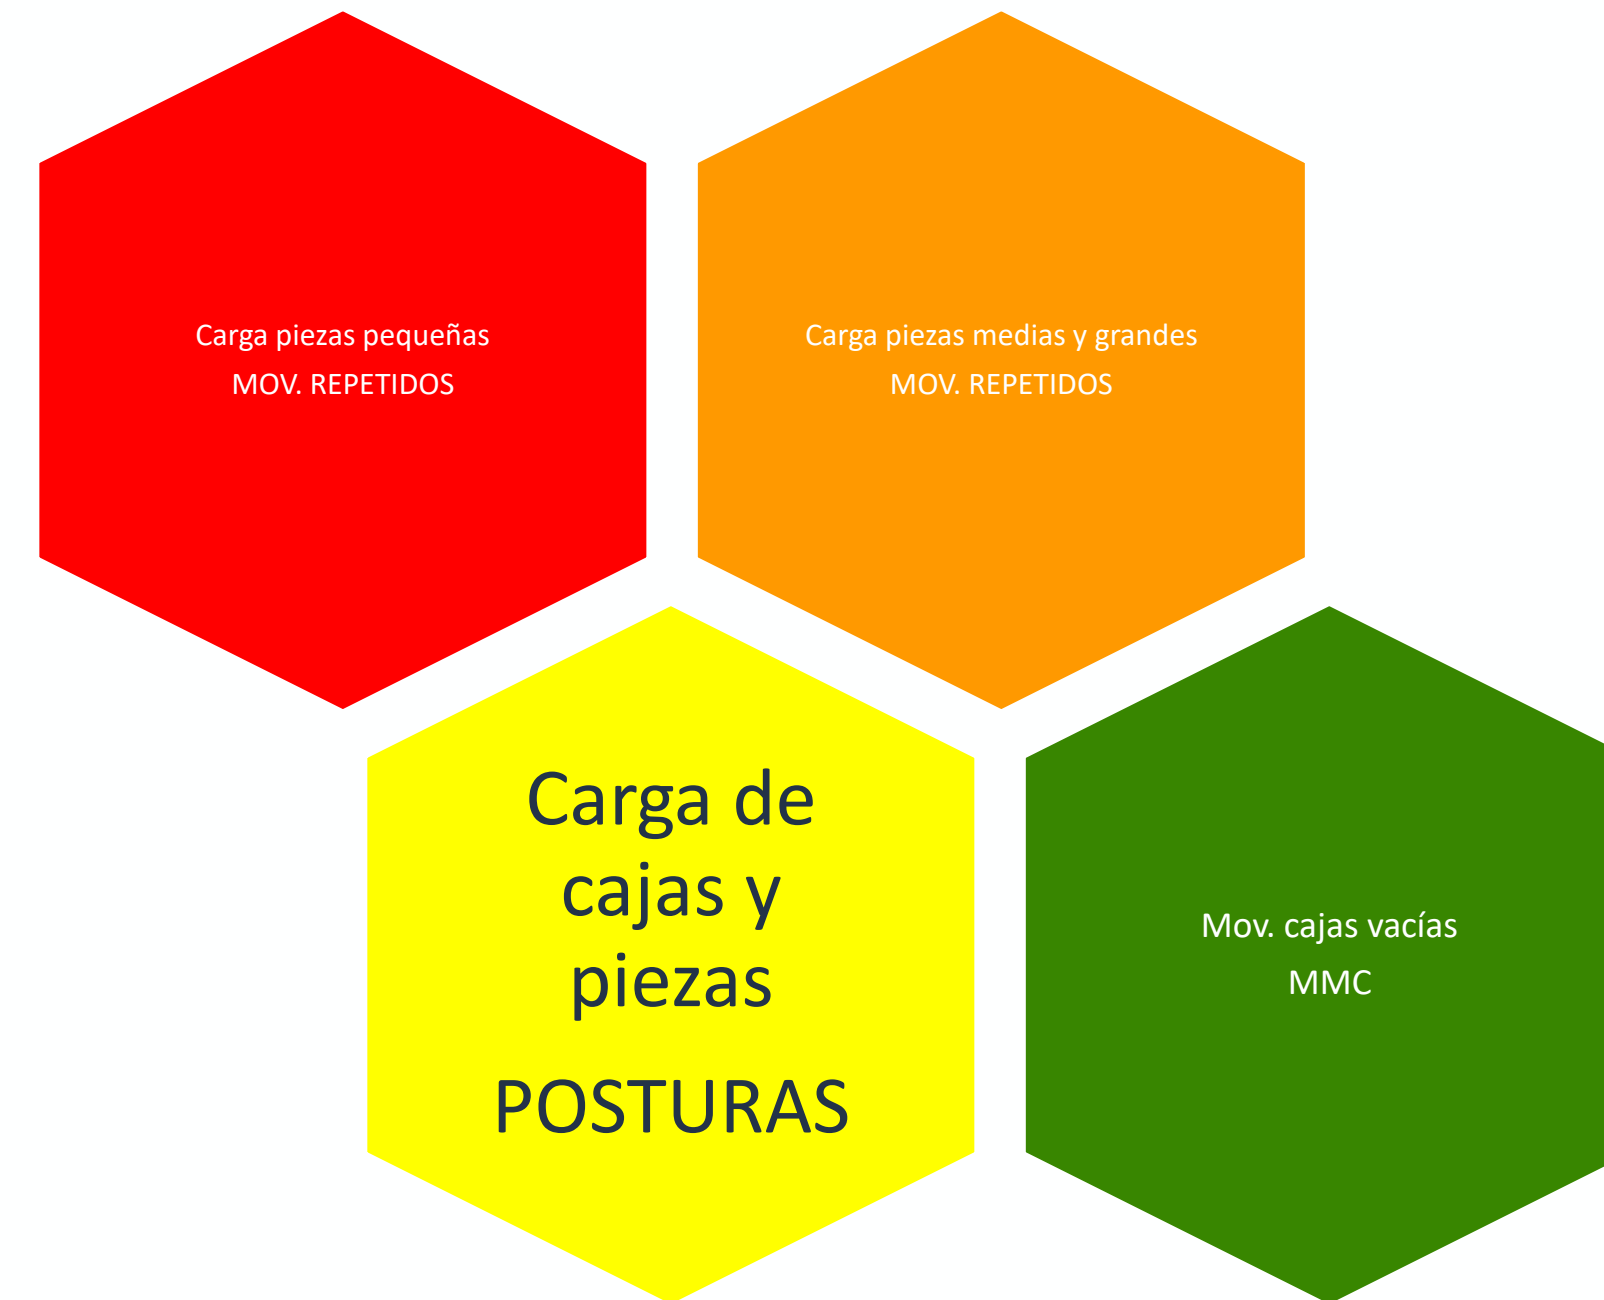 Carga piezas pequeñas
MOV. REPETIDOS
Carga piezas medias y grandes
MOV. REPETIDOS
Carga de
cajas y
piezas
POSTURAS
Mov. cajas vacías
MMC